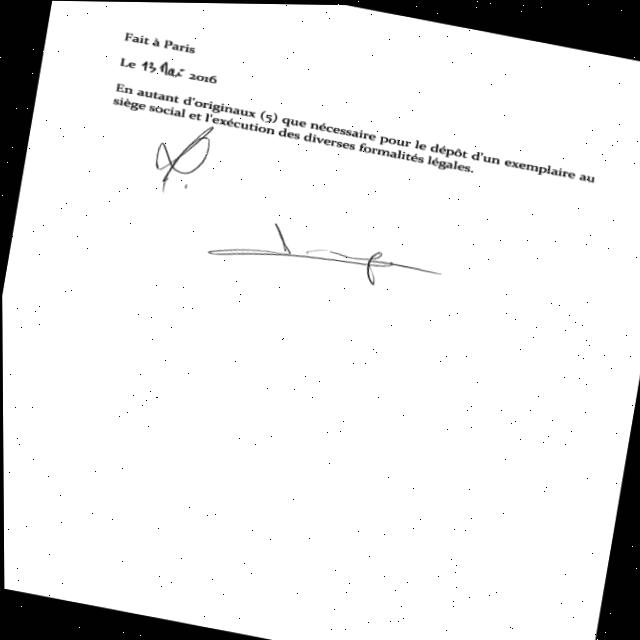 Fait à Paris
Le 13 Mai 2016
En autant d'originaux (5) que nécessaire pour le dépôt d'un exemplaire au
siège social et l'exécution des diverses formalités légales.